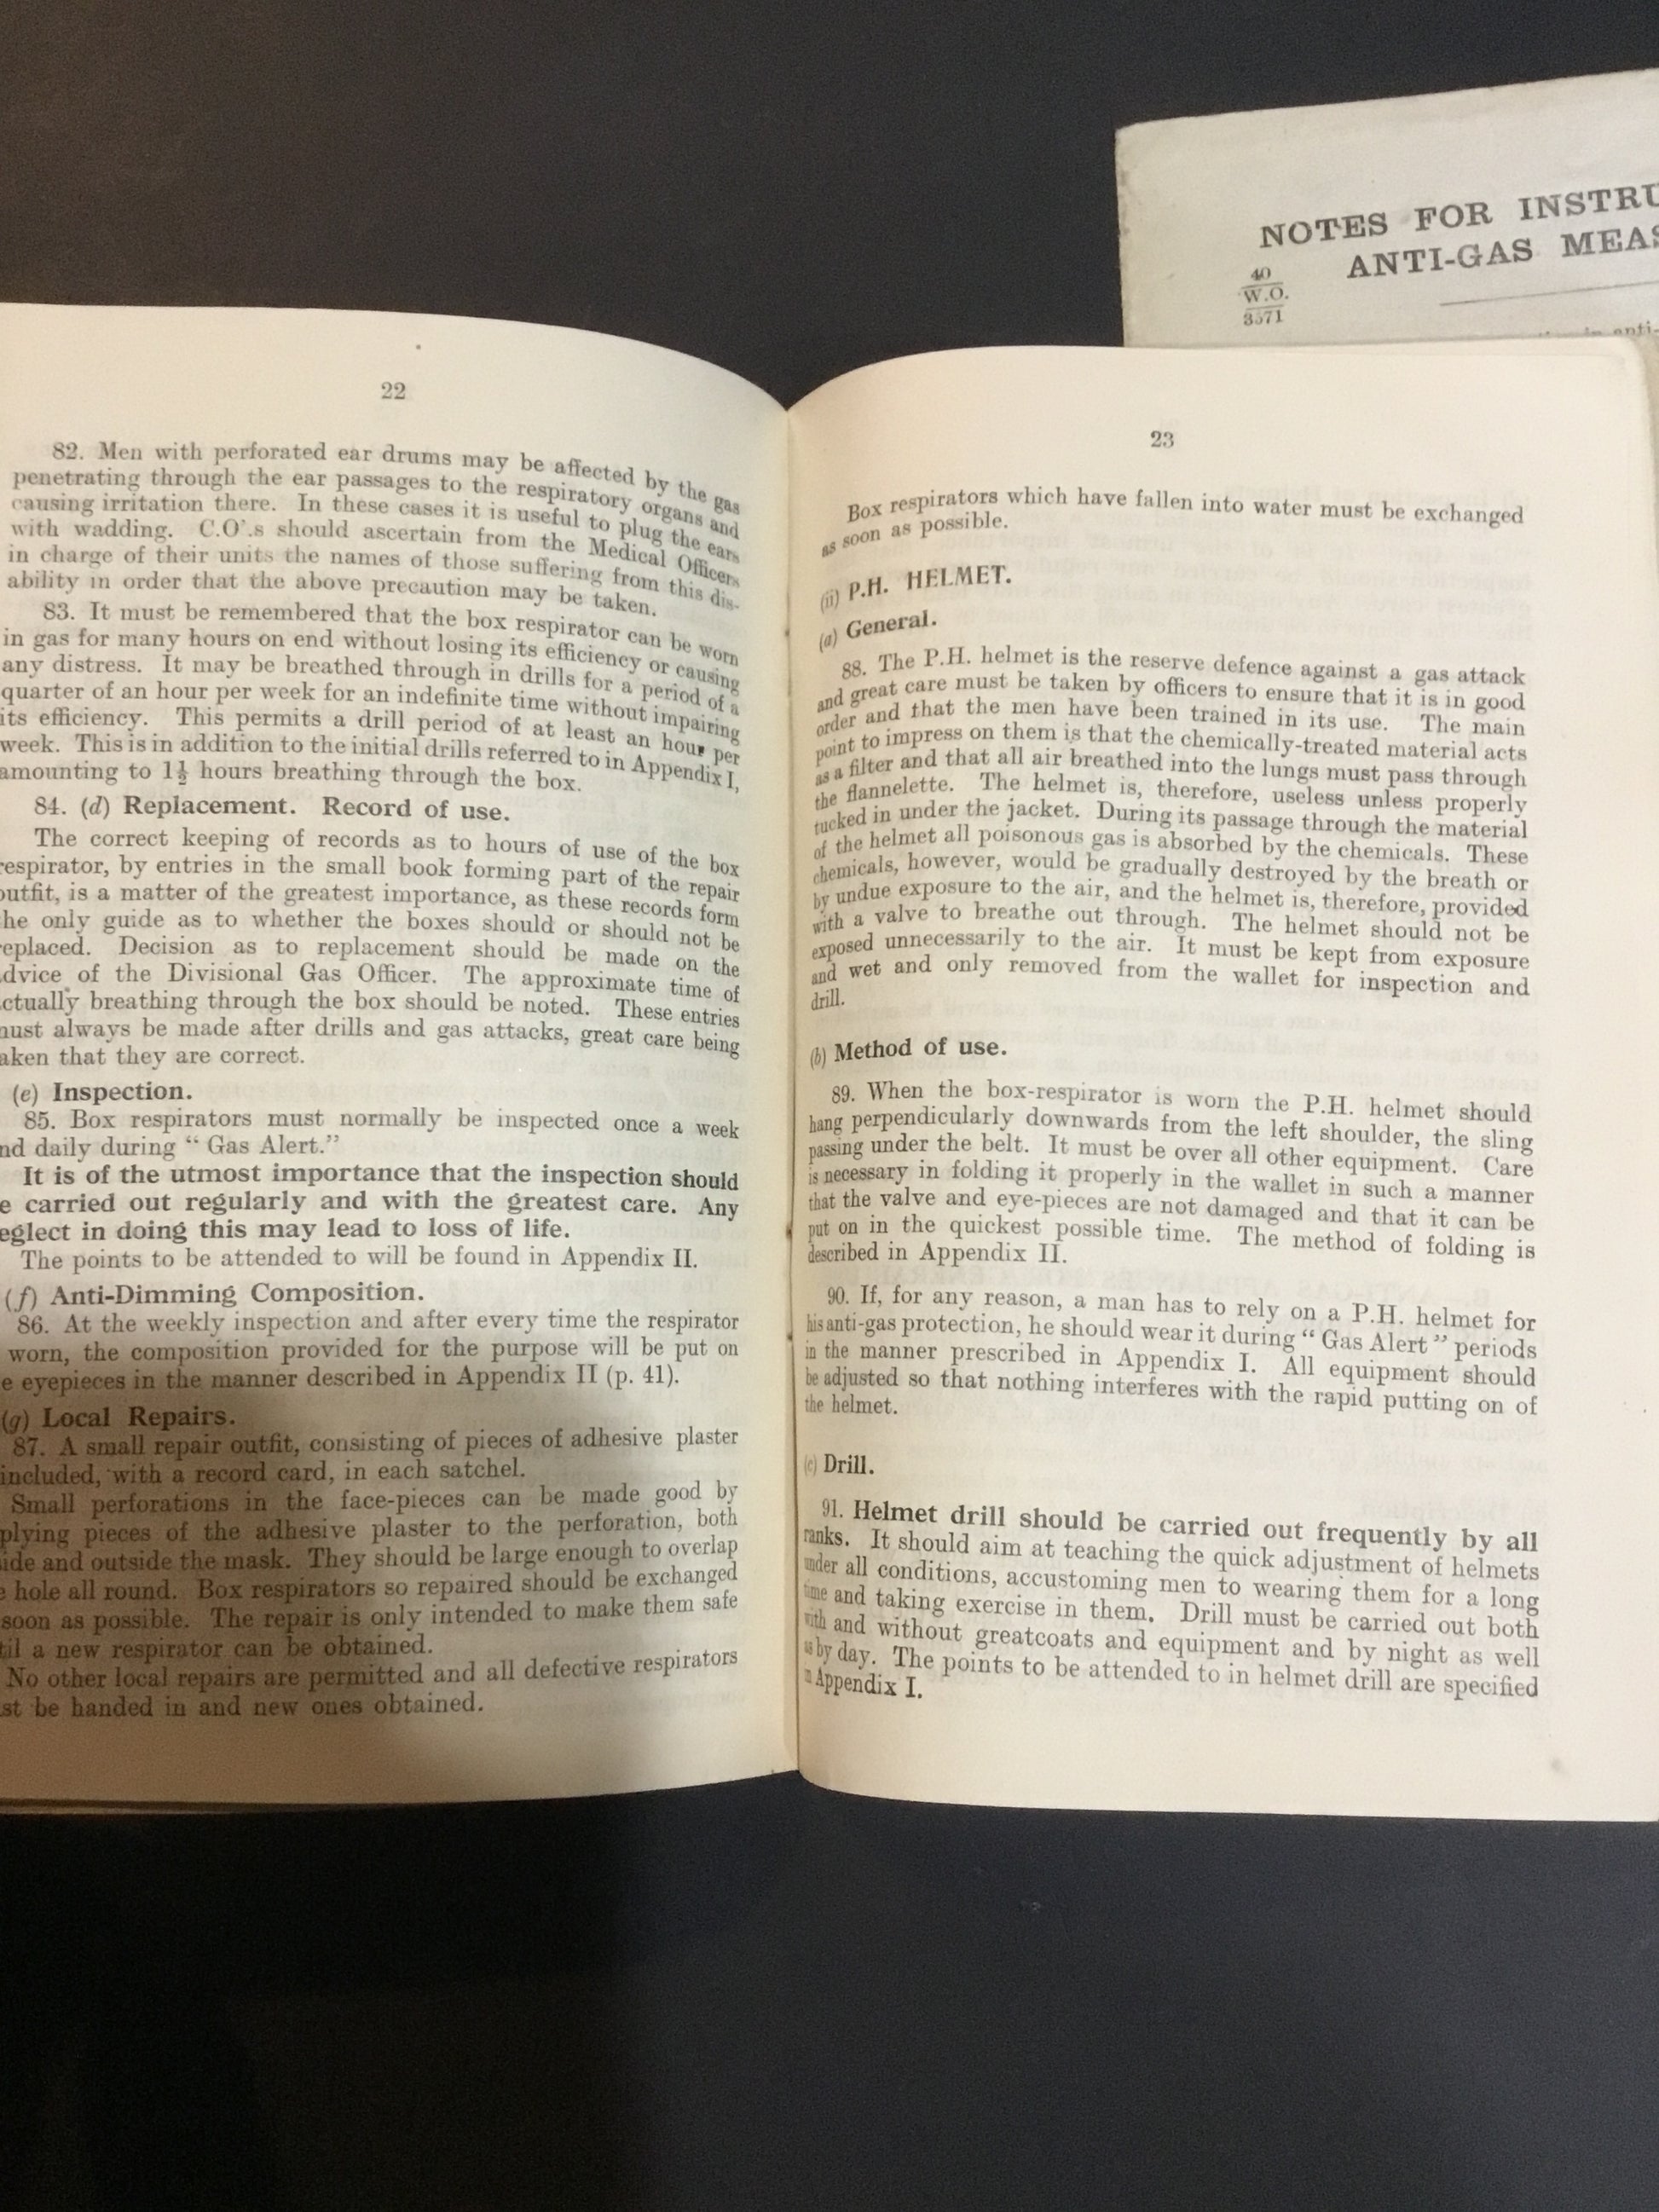 22
82. Men with perforated ear drums may be affected by the gas
penetrating through the ear passages to the respiratory organs and
causing irritation there. In these cases it is useful to plug the ears
with wadding. C.O'.s should ascertain from the Medical Officers
in charge of their units the names of those suffering from this dis-
ability in order that the above precaution may be taken.
83. It must be remembered that the box respirator can be worn
in gas for many hours on end without losing its efficiency or causing
any distress. It may be breathed through in drills for a period of a
quarter of an hour per week for an indefinite time without impairing
its efficiency. This permits a drill period of at least an hour per
week. This is in addition to the initial drills referred to in Appendix I,
amounting to 1½ hours breathing through the box.
84. (d) Replacement. Record of use.
The correct keeping of records as to hours of use of the box
respirator, by entries in the small book forming part of the repair
outfit, is a matter of the greatest importance, as these records form
he only guide as to whether the boxes should or should not be
replaced. Decision as to replacement should be made on the
dvice of the Divisional Gas Officer. The approximate time of
ctually breathing through the box should be noted. These entries
must always be made after drills and gas attacks, great care being
aken that they are correct.
(e) Inspection.
85. Box respirators must normally be inspected once a week
nd daily during “ Gas Alert.”
It is of the utmost importance that the inspection should
e carried out regularly and with the greatest care. Any
eglect in doing this may lead to loss of life.
The points to be attended to will be found in Appendix II.
(f) Anti-Dimming Composition.
86. At the weekly inspection and after every time the respirator
worn, the composition provided for the purpose will be put on
e eyepieces in the manner described in Appendix II (p. 41).
(g) Local Repairs.
87. A small repair outfit, consisting of pieces of adhesive plaster
included, with a record card, in each satchel.
Small perforations in the face-pieces can be made good by
plying pieces of the adhesive plaster to the perforation, both
ide and outside the mask. They should be large enough to overlap
e hole all round. Box respirators so repaired should be exchanged
soon as possible. The repair is only intended to make them safe
til a new respirator can be obtained.
No other local repairs are permitted and all defective respirators
st be handed in and new ones obtained.
23
Box respirators which have fallen into water must be exchanged
as soon as possible.
(ii) P.H. HELMET.
(a) General.
88. The P.H. helmet is the reserve defence against a gas attack
and great care must be taken by officers to ensure that it is in good
order and that the men have been trained in its use. The main
point to impress on them is that the chemically-treated material acts
as a filter and that all air breathed into the lungs must pass through
the flannelette. The helmet is, therefore, useless unless properly
tucked in under the jacket. During its passage through the material
of the helmet all poisonous gas is absorbed by the chemicals. These
chemicals, however, would be gradually destroyed by the breath or
by undue exposure to the air, and the helmet is, therefore, provided
with a valve to breathe out through. The helmet should not be
exposed unnecessarily to the air. It must be kept from exposure
and wet and only removed from the wallet for inspection and
drill.
(b) Method of use.
89. When the box-respirator is worn the P.H. helmet should
hang perpendicularly downwards from the left shoulder, the sling
passing under the belt. It must be over all other equipment. Care
is necessary in folding it properly in the wallet in such a manner
that the valve and eye-pieces are not damaged and that it can be
put on in the quickest possible time. The method of folding is
described in Appendix II.
90. If, for any reason, a man has to rely on a P.H. helmet for
his anti-gas protection, he should wear it during “ Gas Alert ” periods
in the manner prescribed in Appendix I. All equipment should
be adjusted so that nothing interferes with the rapid putting on of
the helmet.
(c) Drill.
91. Helmet drill should be carried out frequently by all
ranks. It should aim at teaching the quick adjustment of helmets
under all conditions, accustoming men to wearing them for a long
time and taking exercise in them. Drill must be carried out both
with and without greatcoats and equipment and by night as well
as by day. The points to be attended to in helmet drill are specified
in Appendix I.
NOTES FOR INSTRU
ANTI-GAS MEAS
40
W.O.
3571